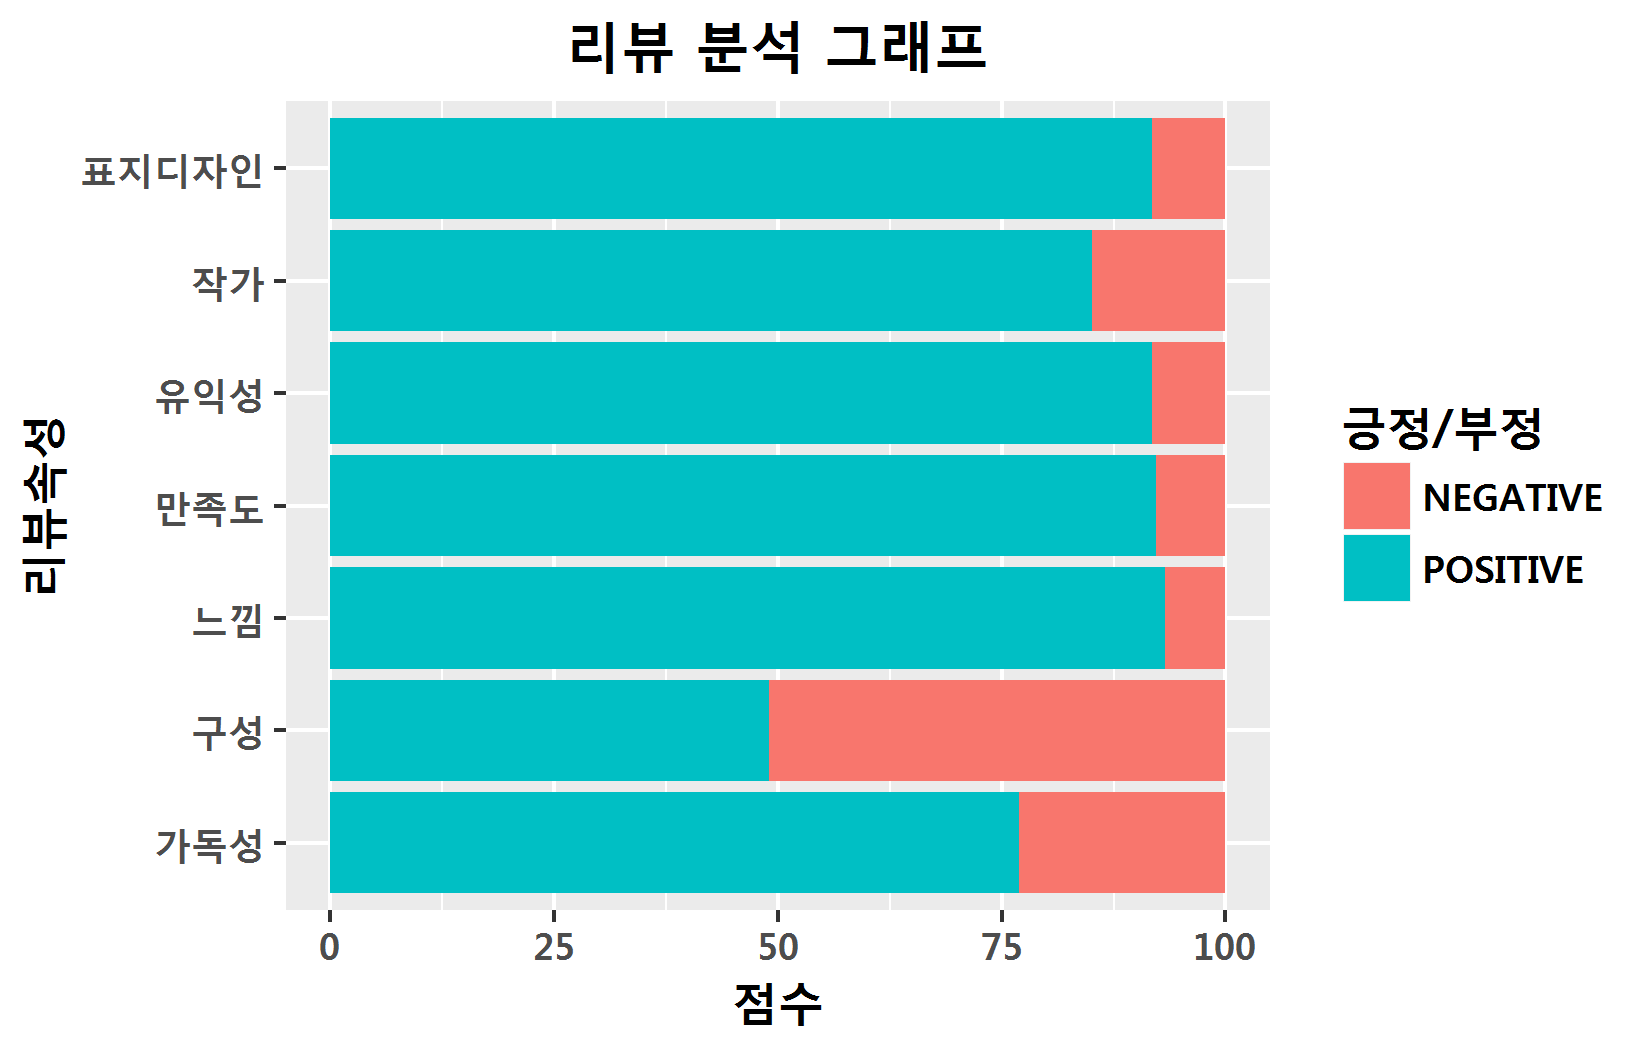 리뷰 분석 그래프
표지디자인
작가
유익성
만족도
느낌
구성
가독성
리뷰속성
0 25 50 75 100
점수
긍정/부정
NEGATIVE
POSITIVE